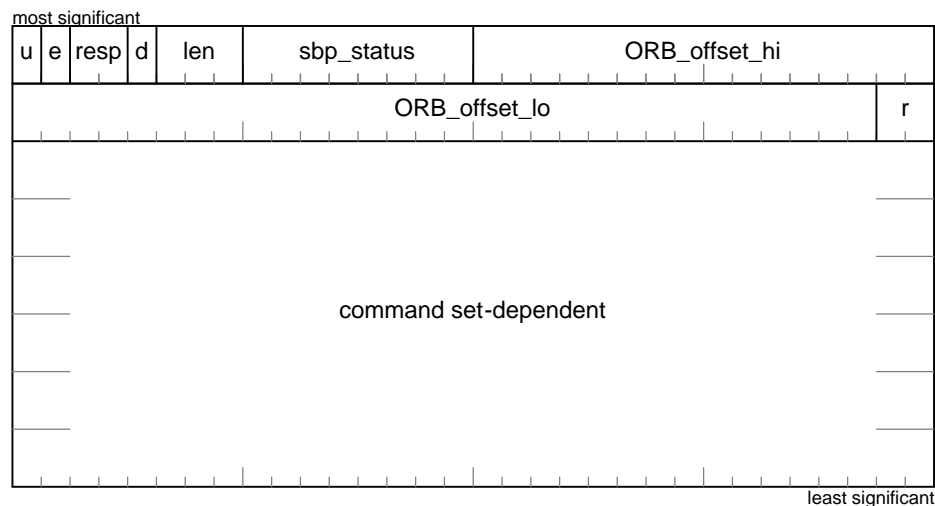 most significant
u e resp d len sbp_status ORB_offset_hi
ORB_offset_lo r
command set-dependent
least significant